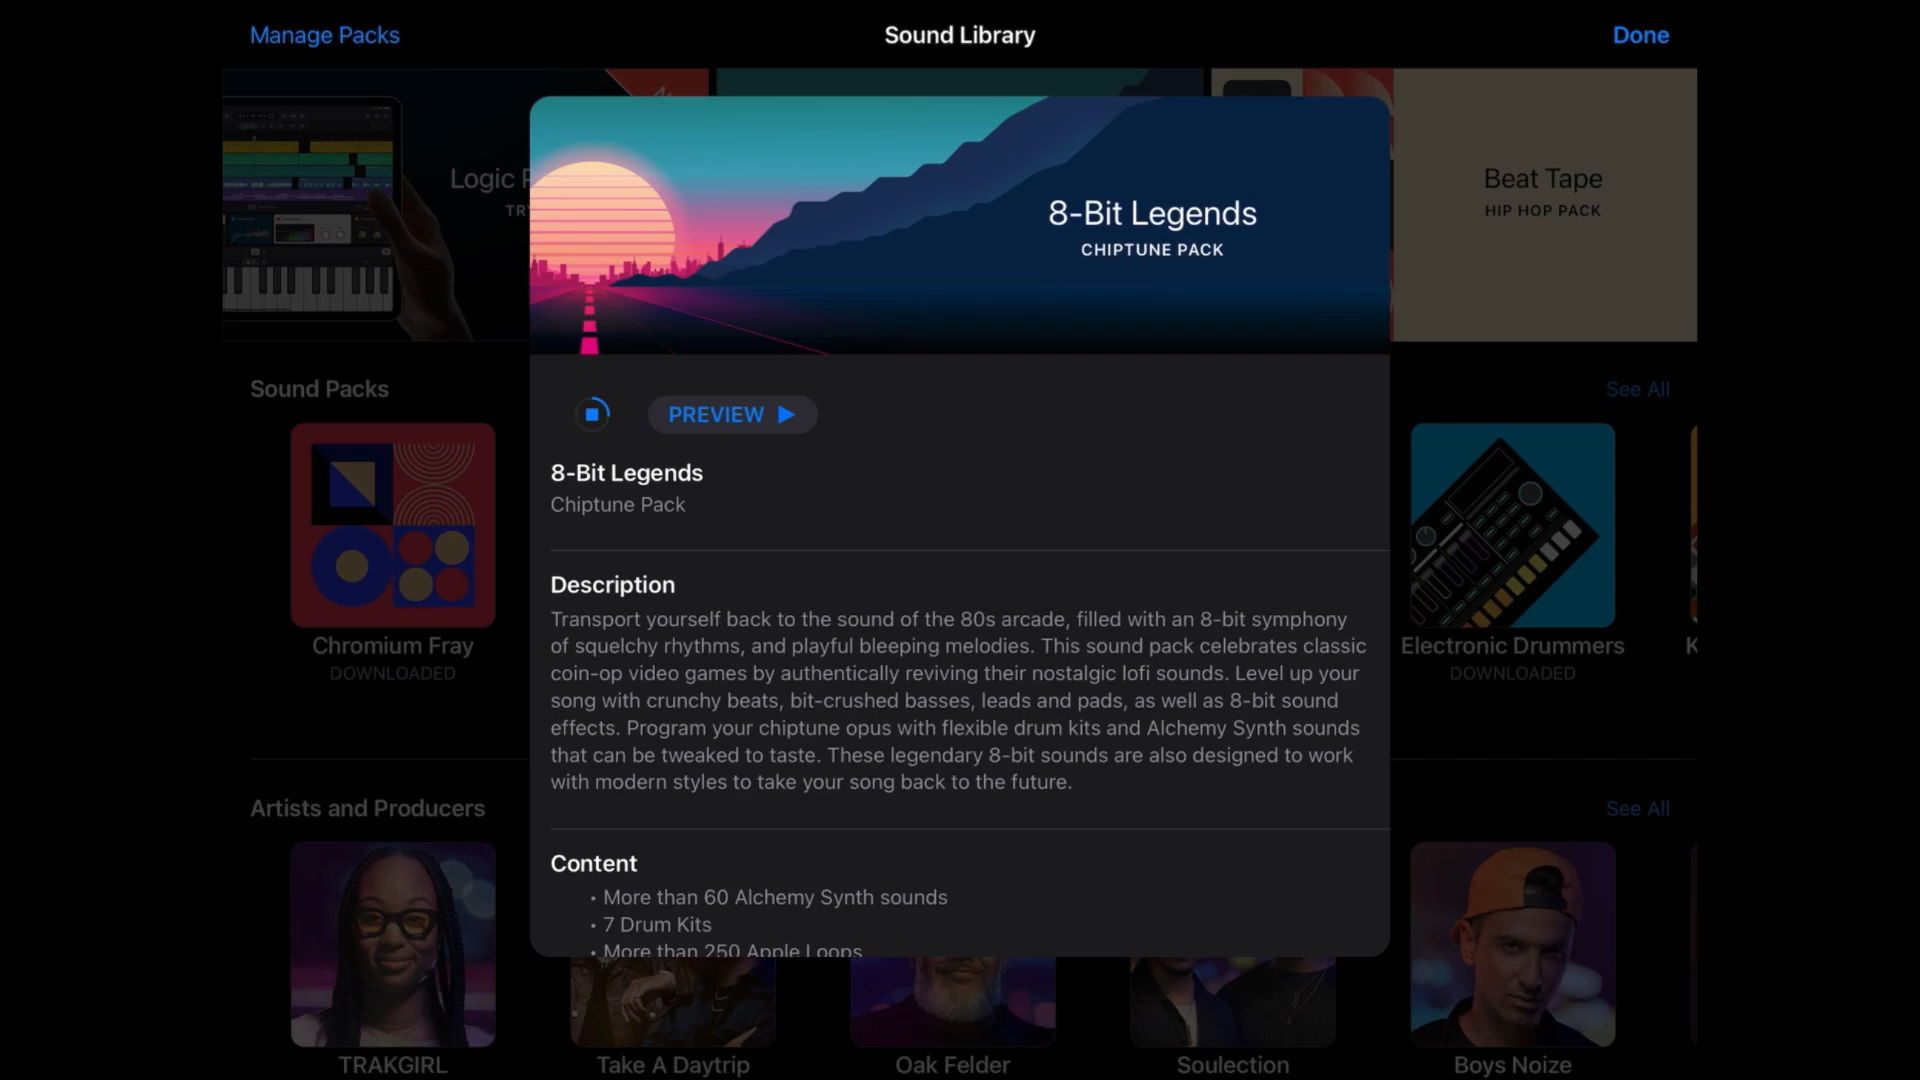 Manage Packs
Sound Library
Done
Logic
TRY
8-Bit Legends
CHIPTUNE PACK
Beat Tape
HIP HOP PACK
Sound Packs
See All
PREVIEW
8-Bit Legends
Chiptune Pack
Chromium Fray
DOWNLOADED
Description
Transport yourself back to the sound of the 80s arcade, filled with an 8-bit symphony
of squelchy rhythms, and playful bleeping melodies. This sound pack celebrates classic
coin-op video games by authentically reviving their nostalgic lofi sounds. Level up your
song with crunchy beats, bit-crushed basses, leads and pads, as well as 8-bit sound
effects. Program your chiptune opus with flexible drum kits and Alchemy Synth sounds
that can be tweaked to taste. These legendary 8-bit sounds are also designed to work
with modern styles to take your song back to the future.
Electronic Drummers
DOWNLOADED
K
Artists and Producers
See All
Content
• More than 60 Alchemy Synth sounds
• 7 Drum Kits
• More than 250 Apple Loops
TRAKGIRL
Take A Daytrip
Oak Felder
Soulection
Boys Noize